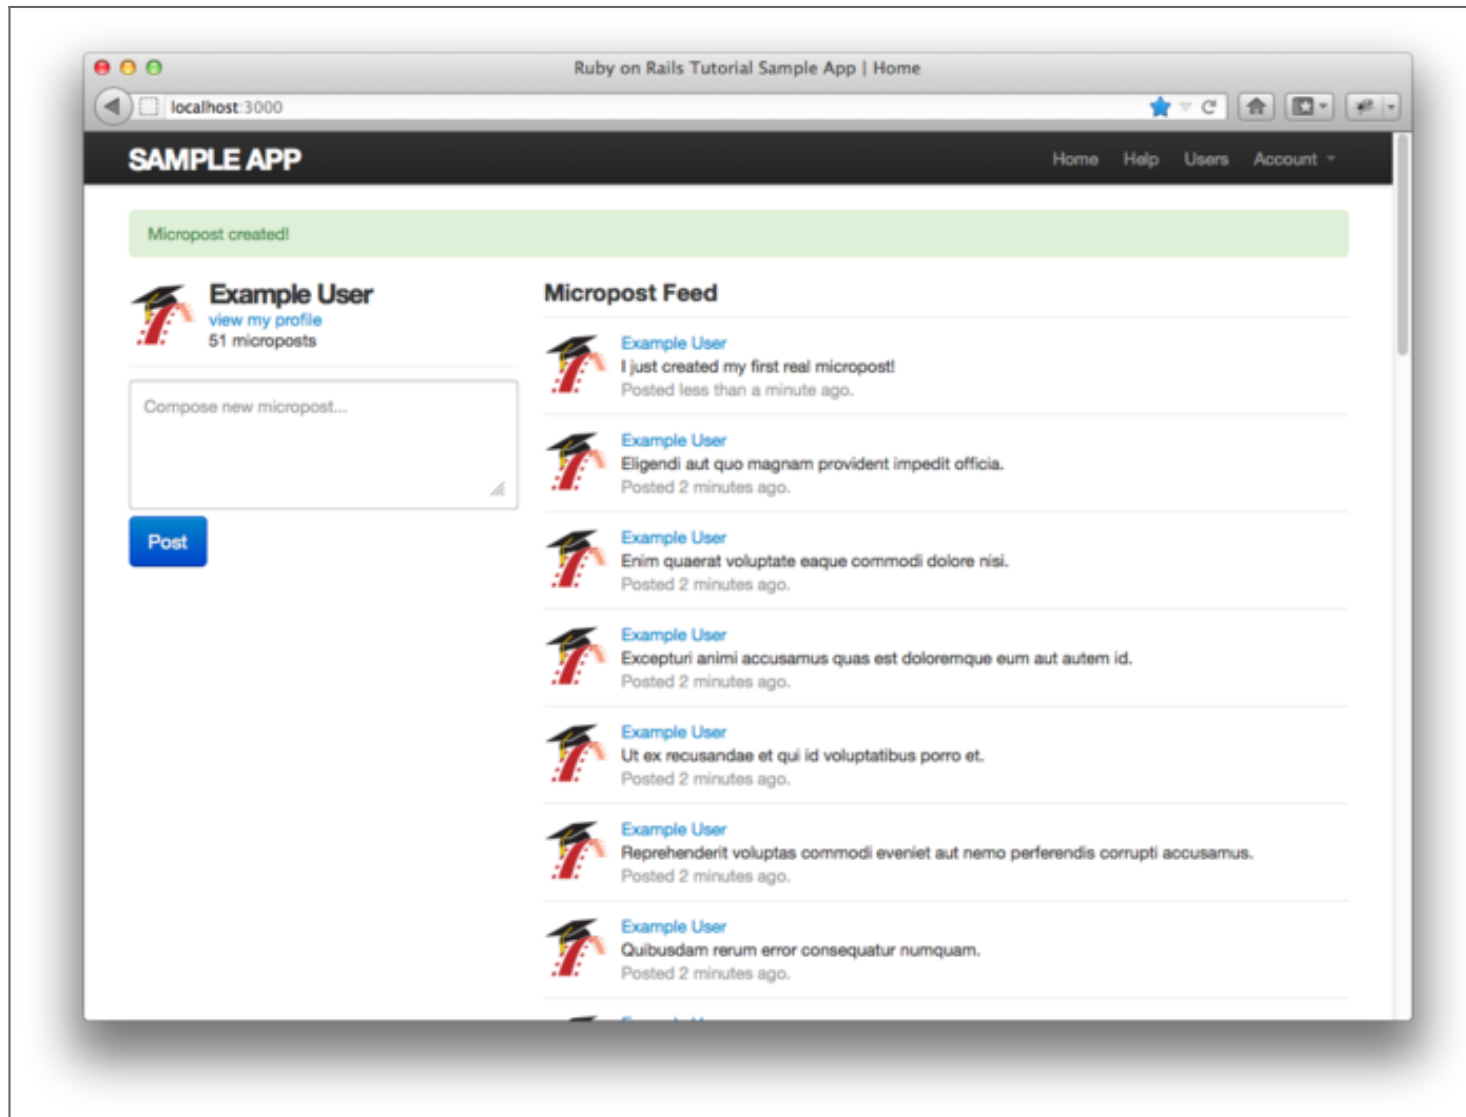 Ruby on Rails Tutorial Sample App | Home
localhost:3000
SAMPLE APP
Home Help Users Account
Micropost created!
Example User
view my profile
51 microposts
Compose new micropost...
Post
Micropost Feed
Example User
I just created my first real micropost!
Posted less than a minute ago.
Example User
Eligendi aut quo magnam provident impedit officia.
Posted 2 minutes ago.
Example User
Enim quaerat voluptate eaque commodi dolore nisi.
Posted 2 minutes ago.
Example User
Excepturi animi accusamus quas est doloremque eum aut autem id.
Posted 2 minutes ago.
Example User
Ut ex recusandae et qui id voluptatibus porro et.
Posted 2 minutes ago.
Example User
Reprehenderit voluptas commodi eveniet aut nemo perferendis corrupti accusamus.
Posted 2 minutes ago.
Example User
Quibusdam rerum error consequatur numquam.
Posted 2 minutes ago.